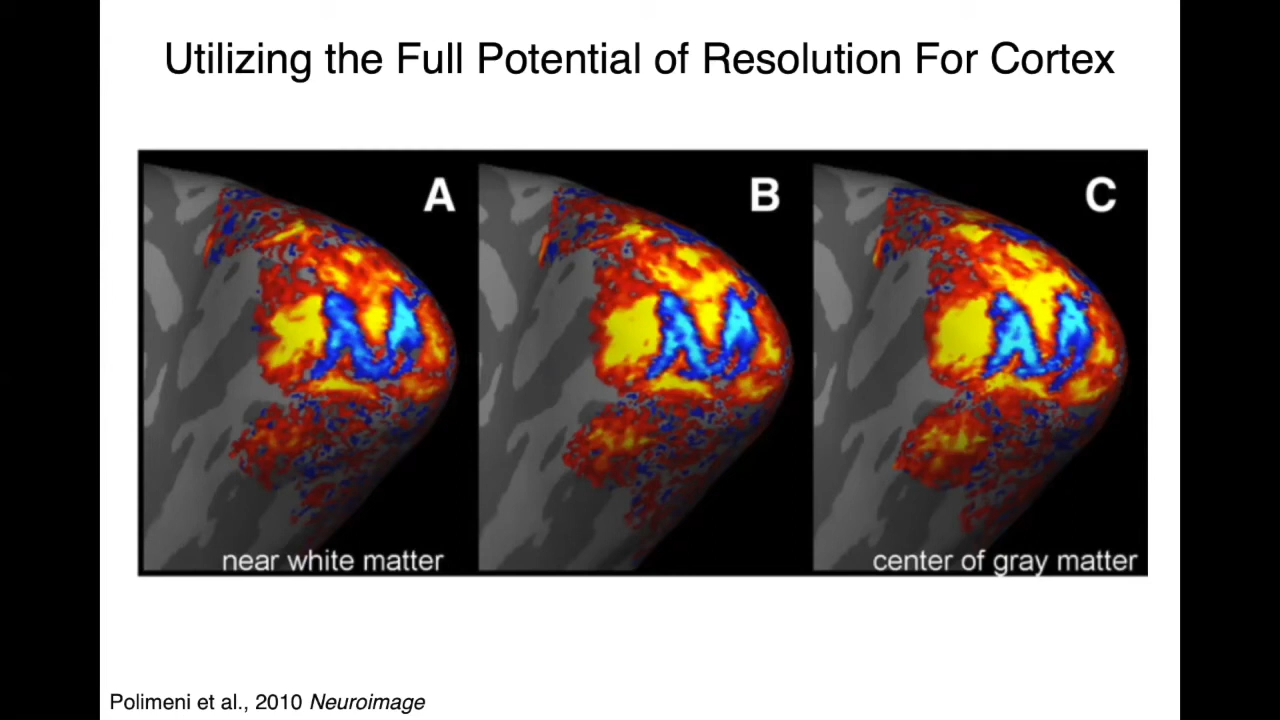 Utilizing the Full Potential of Resolution For Cortex
A B C
near white matter
center of gray matter
Polimeni et al., 2010 Neuroimage